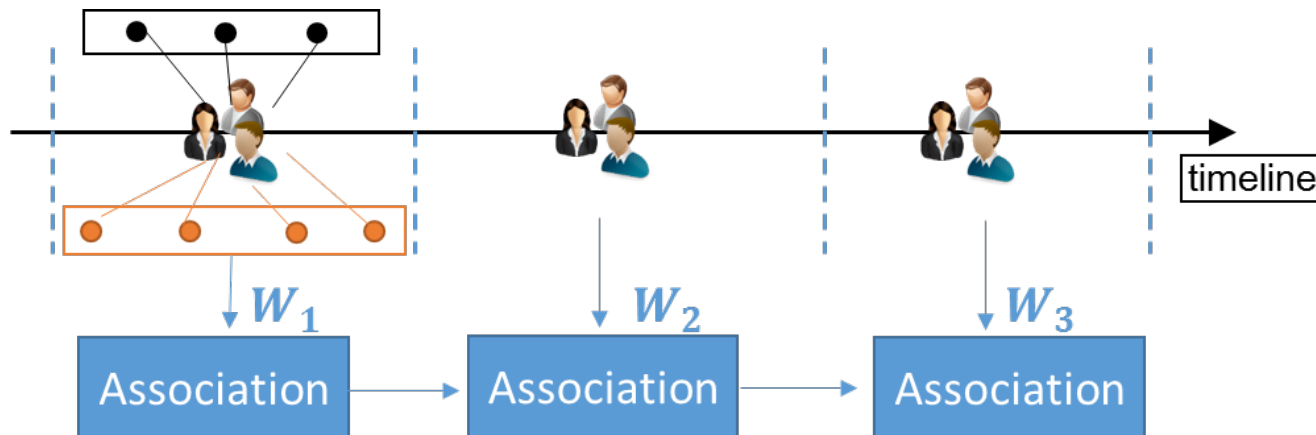 timeline
W₁
W₂
W₃
Association
Association
Association